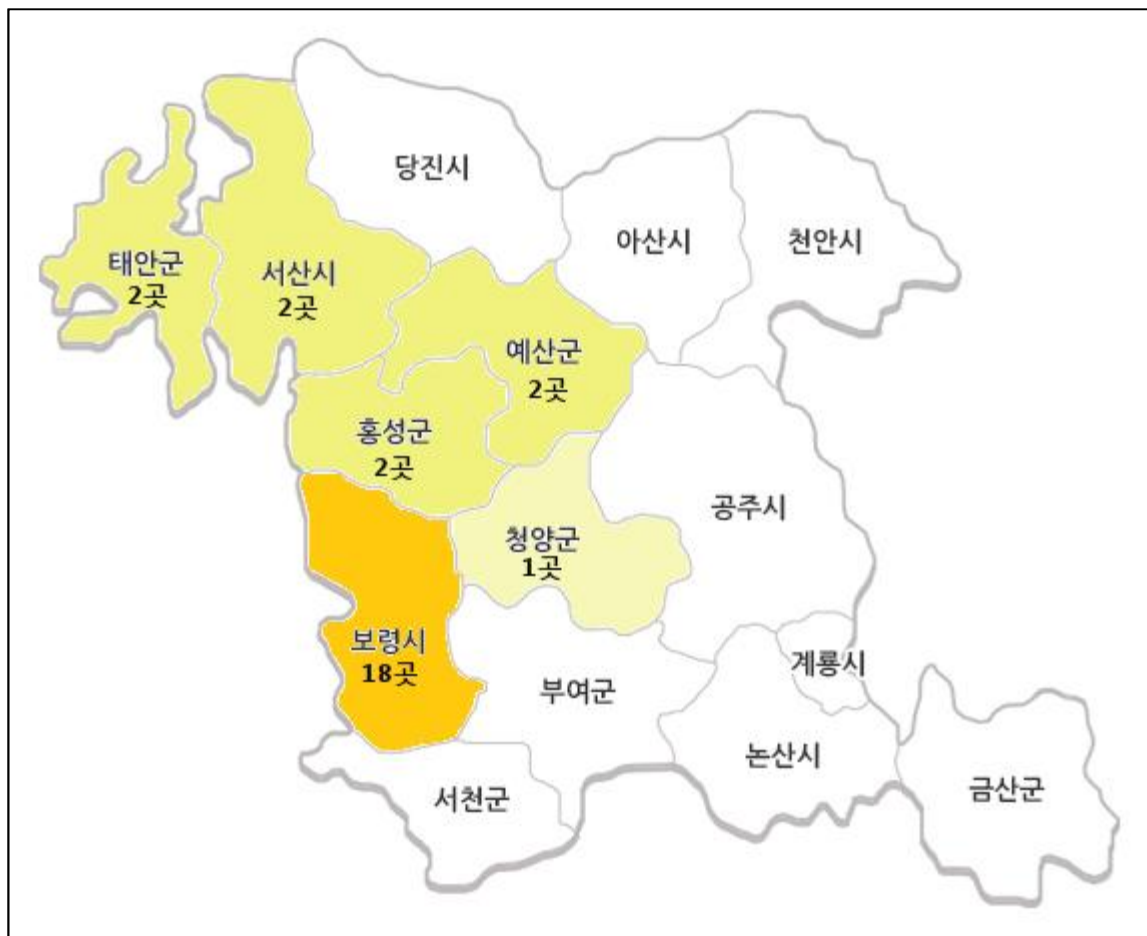 당진시
아산시
천안시
태안군
2곳
서산시
2곳
예산군
2곳
홍성군
2곳
공주시
청양군
1곳
보령시
18곳
계룡시
부여군
논산시
서천군
금산군